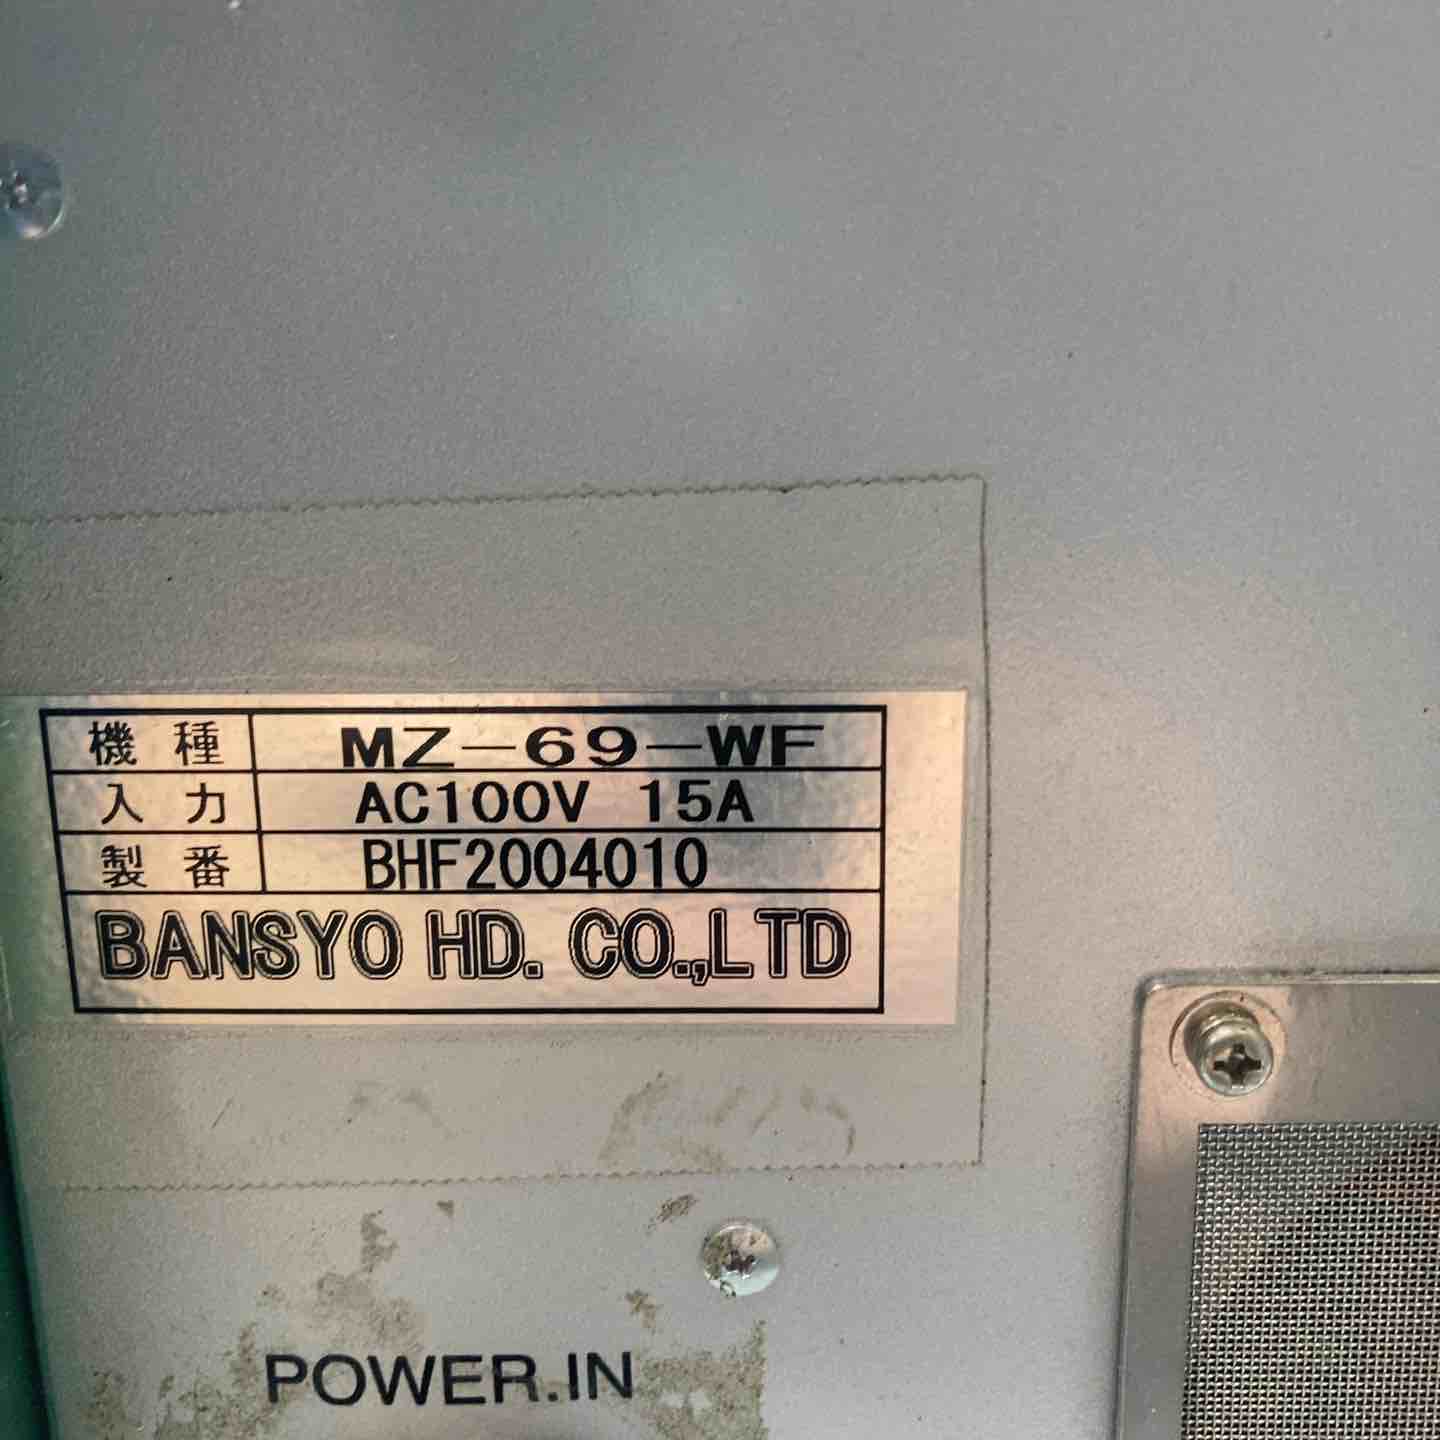 機種 MZ-69-WF
入力 AC100V 15A
製番 BHF2004010
BANSYO HD. CO.,LTD
POWER.IN